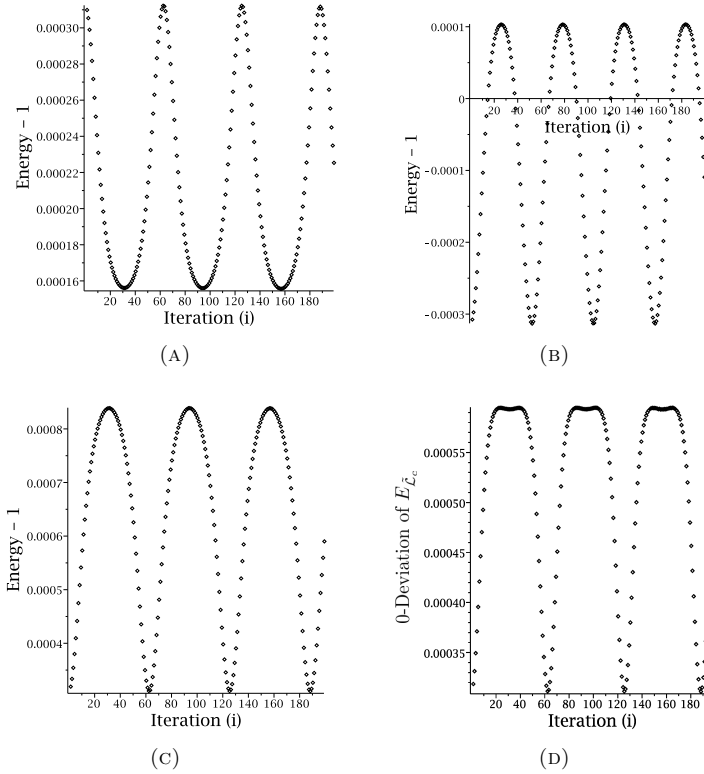 0.00030
0.00028
0.00026
0.00024
0.00022
0.00020
0.00018
0.00016
Energy – 1
20 40 60 80 100 120 140 160 180
Iteration (i)
(A)
0.0001
0
-0.0001
-0.0002
-0.0003
Energy – 1
20 40 60 80 100 120 140 160 180
Iteration (i)
(B)
0.0008
0.0007
0.0006
0.0005
0.0004
Energy – 1
20 40 60 80 100 120 140 160 180
Iteration (i)
(C)
0.00055
0.00050
0.00045
0.00040
0.00035
0-Deviation of E_{\tilde{\mathcal{L}}_c}
20 40 60 80 100 120 140 160 180
Iteration (i)
(D)